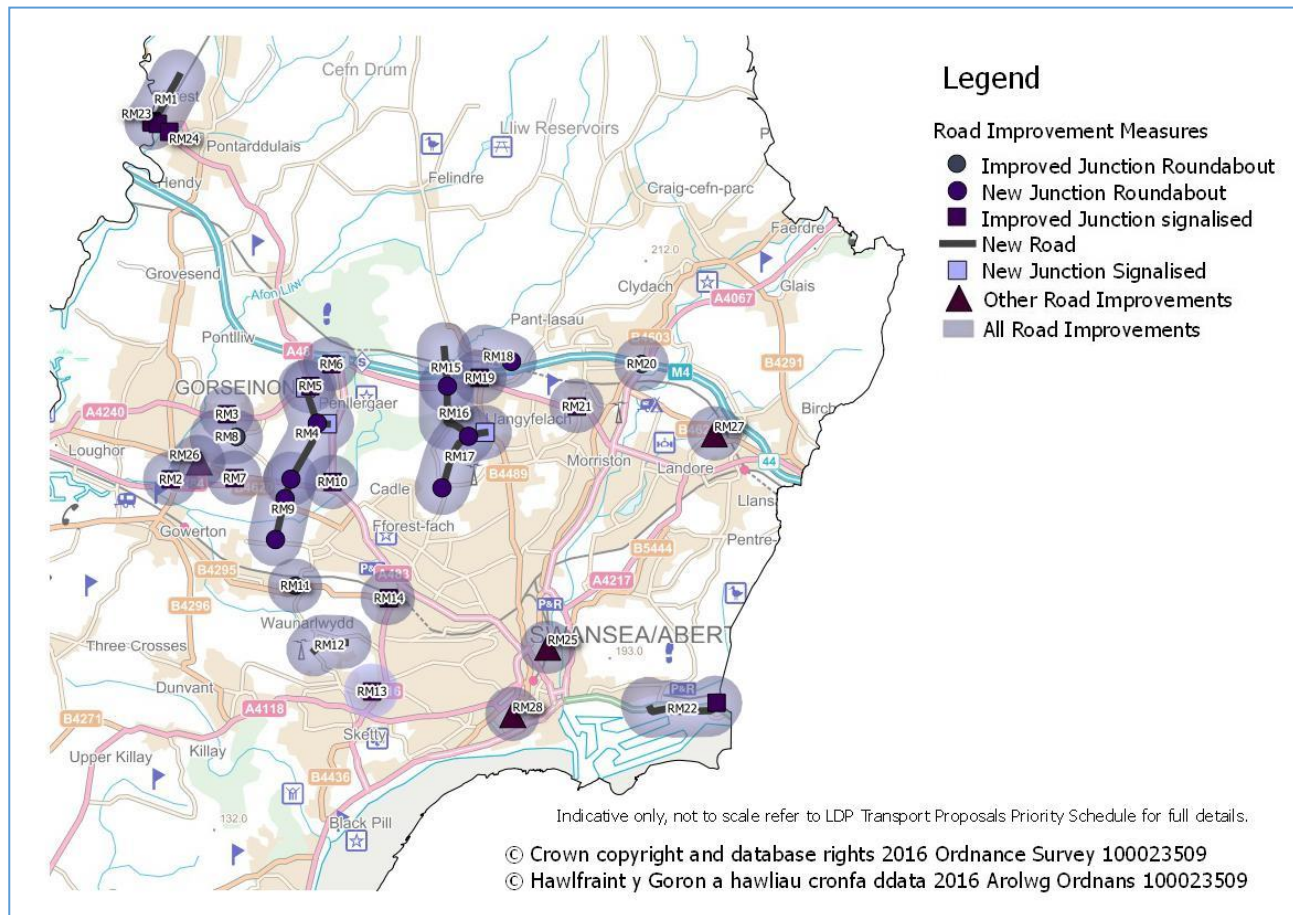 Legend
Road Improvement Measures
Improved Junction Roundabout
New Junction Roundabout
Improved Junction signalised
New Road
New Junction Signalised
Other Road Improvements
All Road Improvements
Cefn Drum
RM1
RM23
RM24
Pontarddulais
Lliw Reservoirs
Hendy
Felindre
Craig-cefn-parc
Faerdre
212.0
Grovesend
Afon Lliw
Clydach
Glais
A4067
Pontlliw
Pant-lasau
B4603
A48
RM6
RM18
RM15
RM19
RM20
M4
B4291
GORSEINON
RM5
Penllergaer
A4240
RM3
RM16
RM21
Llangyfelach
Birch
RM8
RM4
RM27
Loughor
RM26
RM17
Morriston
Landore
44
RM2
RM7
RM10
Cadle
B4489
Llans
RM9
Gowerton
Fforest-fach
B5444
Pentre-
B4295
P&R
A483
A4217
RM11
RM14
P&R
B4296
Waunarlwydd
SWANSEA/ABERT
RM12
RM25
193.0
Three Crosses
Dunvant
RM13
P&R
B4271
A4118
RM28
RM22
Killay
Sketty
Upper Killay
B4436
132.0
Black Pill
Indicative only, not to scale refer to LDP Transport Proposals Priority Schedule for full details.
© Crown copyright and database rights 2016 Ordnance Survey 100023509
© Hawlfraint y Goron a hawliau cronfa ddata 2016 Arolwg Ordnans 100023509